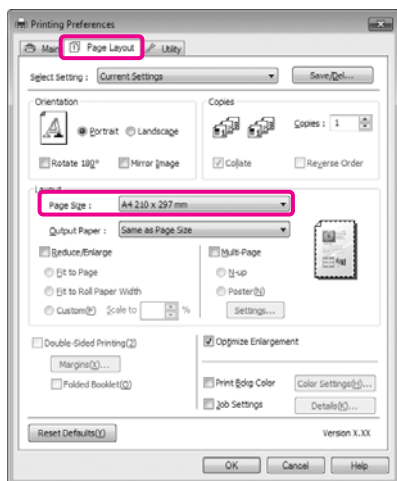 Printing Preferences
Main Page Layout Utility
Select Setting : Current Settings Save/Del...
Orientation Copies
Portrait Landscape Copies : 1
Rotate 180° Mirror Image Collate Reverse Order
Layout
Page Size : A4 210 x 297 mm
Output Paper : Same as Page Size
Reduce/Enlarge Multi-Page
Fit to Page N-up
Fit to Roll Paper Width Poster(N)
Custom(F) Scale to % Settings...
Double-Sided Printing(2) Optimize Enlargement
Margins(X)...
Folded Booklet(O) Print Bckg Color Color Settings(H)...
Job Settings Details(K)...
Reset Defaults(Y) Version X.XX
OK Cancel Help